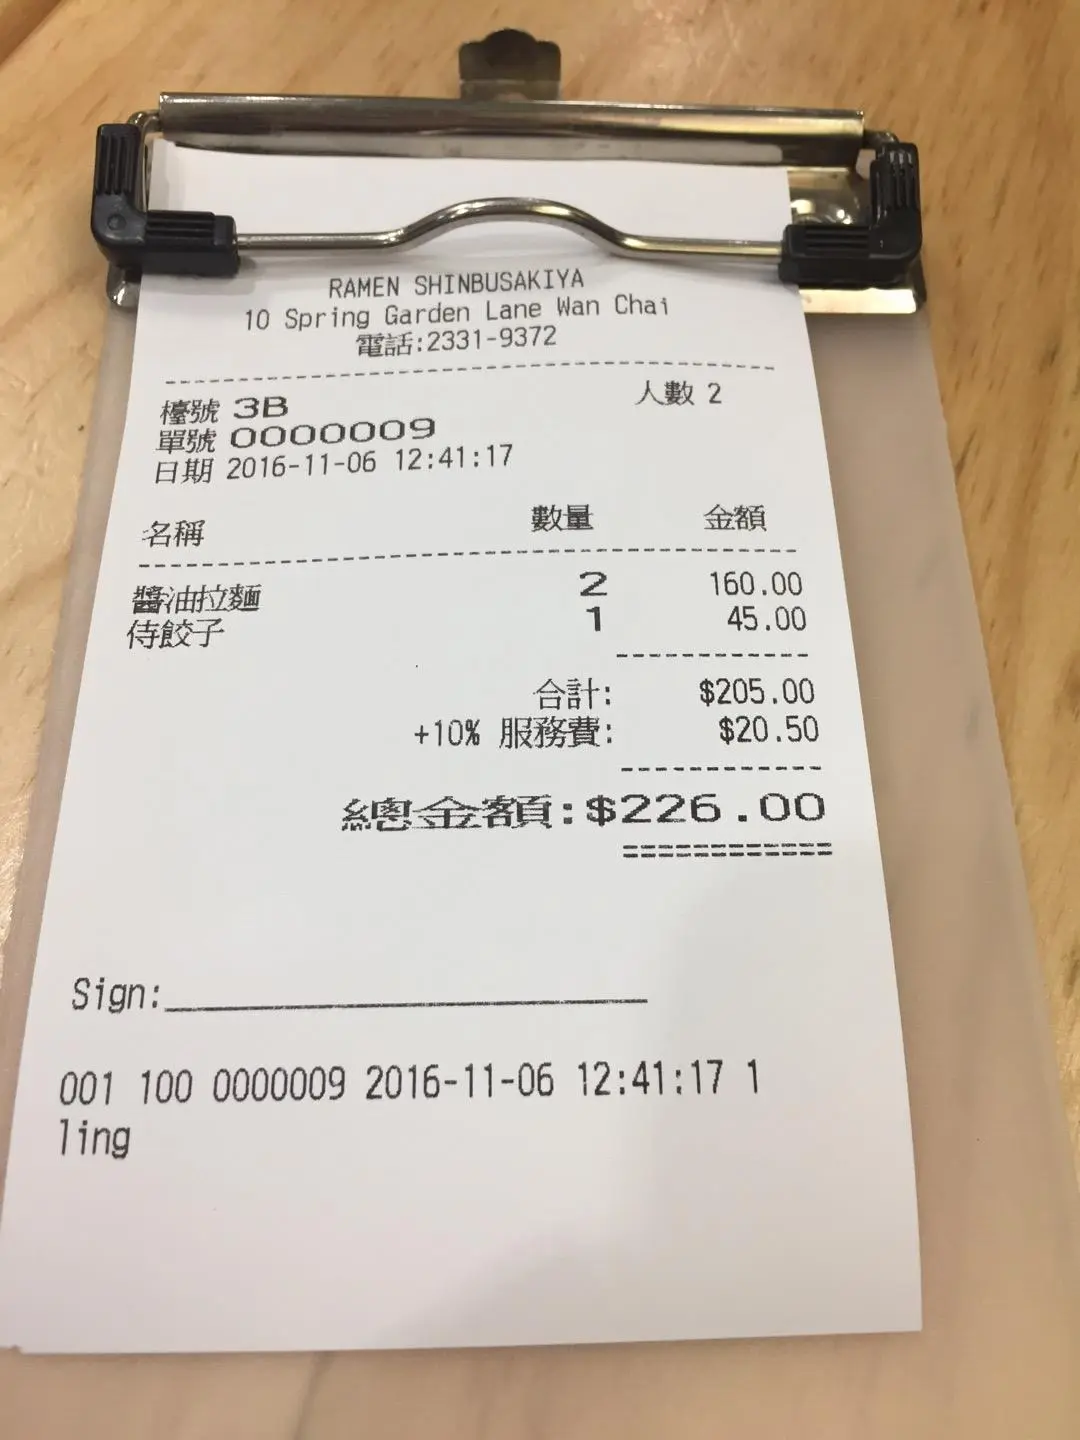 RAMEN SHINBUSAKIYA
10 Spring Garden Lane Wan Chai
電話:2331-9372
檯號 3B 人數 2
單號 0000009
日期 2016-11-06 12:41:17
名稱 數量 金額
醬油拉麵 2 160.00
侍餃子 1 45.00
合計: $205.00
+10% 服務費: $20.50
總金額:$226.00
Sign:
001 100 0000009 2016-11-06 12:41:17 1
ling